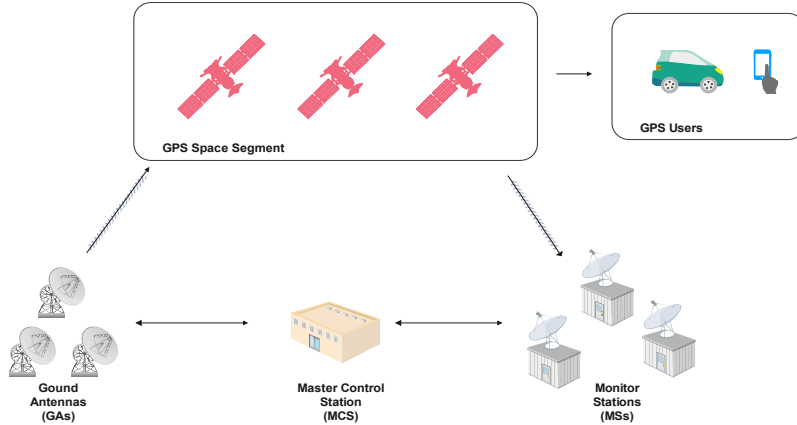 GPS Space Segment
GPS Users
Gound
Antennas
(GAs)
Master Control
Station
(MCS)
Monitor
Stations
(MSs)